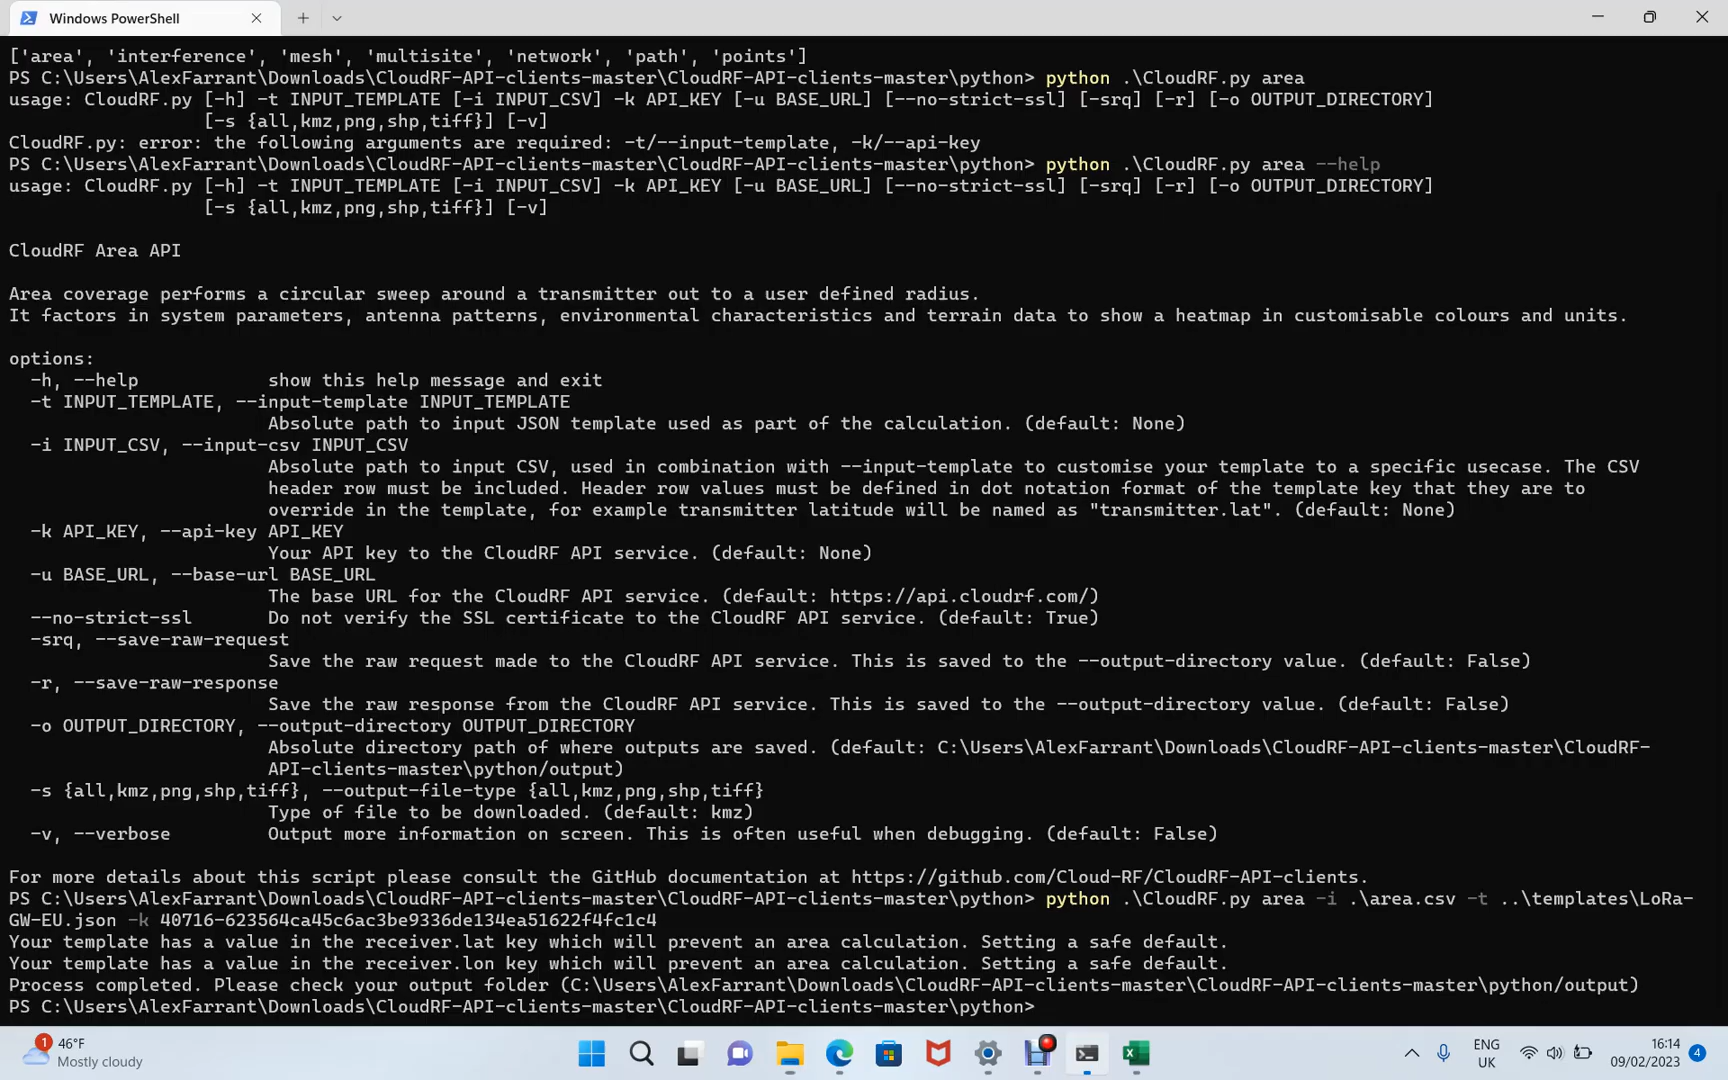 Windows PowerShell
['area', 'interference', 'mesh', 'multisite', 'network', 'path', 'points']
PS C:\Users\AlexFarrant\Downloads\CloudRF-API-clients-master\CloudRF-API-clients-master\python> python .\CloudRF.py area
usage: CloudRF.py [-h] -t INPUT_TEMPLATE [-i INPUT_CSV] -k API_KEY [-u BASE_URL] [--no-strict-ssl] [-srq] [-r] [-o OUTPUT_DIRECTORY]
[-s {all,kmz,png,shp,tiff}] [-v]
CloudRF.py: error: the following arguments are required: -t/--input-template, -k/--api-key
PS C:\Users\AlexFarrant\Downloads\CloudRF-API-clients-master\CloudRF-API-clients-master\python> python .\CloudRF.py area --help
usage: CloudRF.py [-h] -t INPUT_TEMPLATE [-i INPUT_CSV] -k API_KEY [-u BASE_URL] [--no-strict-ssl] [-srq] [-r] [-o OUTPUT_DIRECTORY]
[-s {all,kmz,png,shp,tiff}] [-v]
CloudRF Area API
Area coverage performs a circular sweep around a transmitter out to a user defined radius.
It factors in system parameters, antenna patterns, environmental characteristics and terrain data to show a heatmap in customisable colours and units.
options:
-h, --help show this help message and exit
-t INPUT_TEMPLATE, --input-template INPUT_TEMPLATE
Absolute path to input JSON template used as part of the calculation. (default: None)
-i INPUT_CSV, --input-csv INPUT_CSV
Absolute path to input CSV, used in combination with --input-template to customise your template to a specific usecase. The CSV
header row must be included. Header row values must be defined in dot notation format of the template key that they are to
override in the template, for example transmitter latitude will be named as "transmitter.lat". (default: None)
-k API_KEY, --api-key API_KEY
Your API key to the CloudRF API service. (default: None)
-u BASE_URL, --base-url BASE_URL
The base URL for the CloudRF API service. (default: https://api.cloudrf.com/)
--no-strict-ssl Do not verify the SSL certificate to the CloudRF API service. (default: True)
-srq, --save-raw-request
Save the raw request made to the CloudRF API service. This is saved to the --output-directory value. (default: False)
-r, --save-raw-response
Save the raw response from the CloudRF API service. This is saved to the --output-directory value. (default: False)
-o OUTPUT_DIRECTORY, --output-directory OUTPUT_DIRECTORY
Absolute directory path of where outputs are saved. (default: C:\Users\AlexFarrant\Downloads\CloudRF-API-clients-master\CloudRF-
API-clients-master\python/output)
-s {all,kmz,png,shp,tiff}, --output-file-type {all,kmz,png,shp,tiff}
Type of file to be downloaded. (default: kmz)
-v, --verbose Output more information on screen. This is often useful when debugging. (default: False)
For more details about this script please consult the GitHub documentation at https://github.com/Cloud-RF/CloudRF-API-clients.
PS C:\Users\AlexFarrant\Downloads\CloudRF-API-clients-master\CloudRF-API-clients-master\python> python .\CloudRF.py area -i .\area.csv -t ..\templates\LoRa-
GW-EU.json -k 40716-623564ca45c6ac3be9336de134ea51622f4fc1c4
Your template has a value in the receiver.lat key which will prevent an area calculation. Setting a safe default.
Your template has a value in the receiver.lon key which will prevent an area calculation. Setting a safe default.
Process completed. Please check your output folder (C:\Users\AlexFarrant\Downloads\CloudRF-API-clients-master\CloudRF-API-clients-master\python/output)
PS C:\Users\AlexFarrant\Downloads\CloudRF-API-clients-master\CloudRF-API-clients-master\python>
1
46°F
Mostly cloudy
ENG
UK
16:14
09/02/2023
4